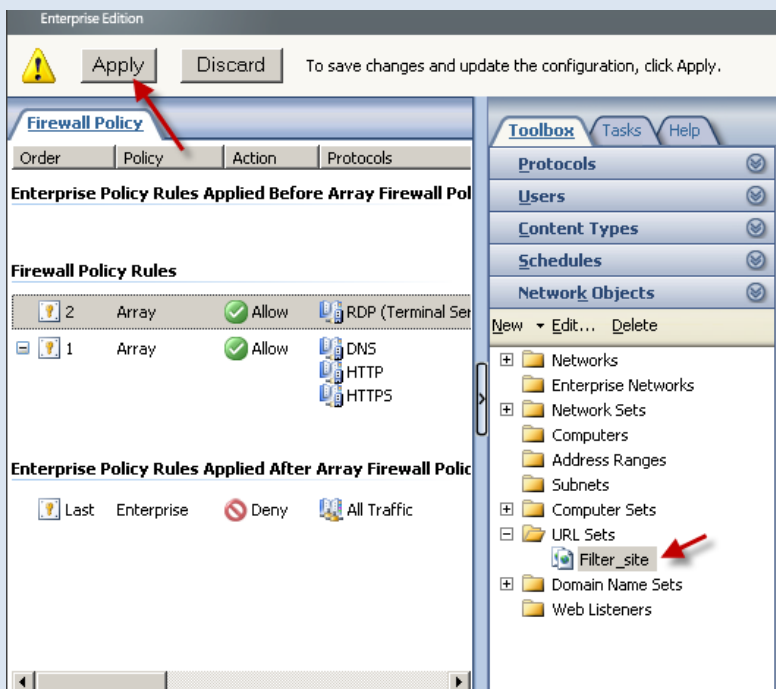 Enterprise Edition
Apply Discard To save changes and update the configuration, click Apply.
Firewall Policy
Order Policy Action Protocols
Enterprise Policy Rules Applied Before Array Firewall Pol
Firewall Policy Rules
2 Array Allow RDP (Terminal Ser
1 Array Allow DNS
HTTP
HTTPS
Enterprise Policy Rules Applied After Array Firewall Polic
Last Enterprise Deny All Traffic
Toolbox Tasks Help
Protocols
Users
Content Types
Schedules
Network Objects
New Edit... Delete
Networks
Enterprise Networks
Network Sets
Computers
Address Ranges
Subnets
Computer Sets
URL Sets
Filter_site
Domain Name Sets
Web Listeners